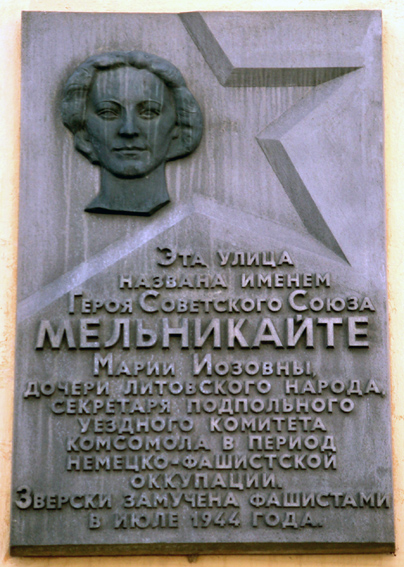 Эта улица
названа именем
Героя Советского Союза
МЕЛЬНИКАЙТЕ
Марии Йозовны,
дочери литовского народа,
секретаря подпольного
уездного комитета
комсомола в период
немецко-фашистской
оккупации.
Зверски замучена фашистами
в июле 1944 года.